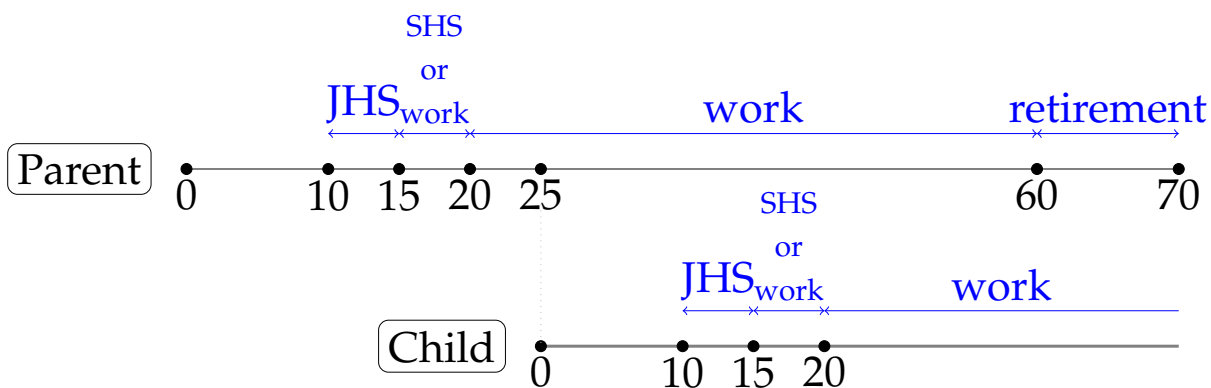 SHS
or
JHS work work retirement
Parent
0 10 15 20 25 60 70
SHS
or
JHS work work
Child
0 10 15 20